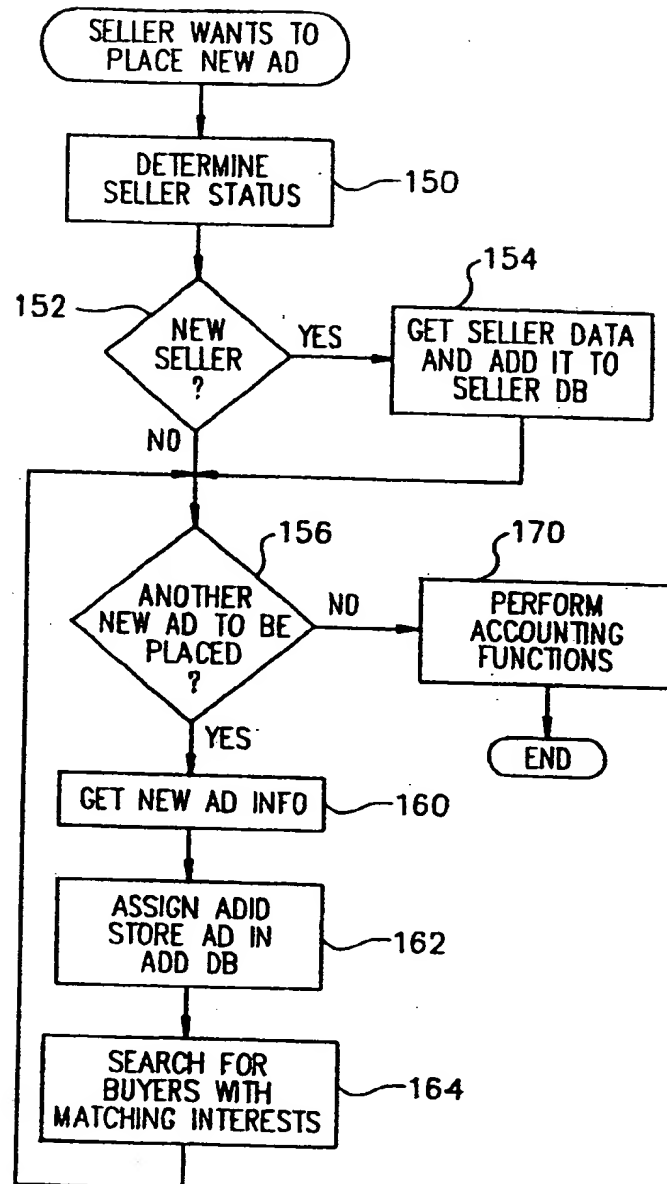 SELLER WANTS TO
PLACE NEW AD
DETERMINE
SELLER STATUS
150
152
NEW
SELLER
?
YES
154
GET SELLER DATA
AND ADD IT TO
SELLER DB
NO
156
ANOTHER
NEW AD TO BE
PLACED
?
NO
170
PERFORM
ACCOUNTING
FUNCTIONS
YES
END
GET NEW AD INFO
160
ASSIGN ADID
STORE AD IN
ADD DB
162
SEARCH FOR
BUYERS WITH
MATCHING INTERESTS
164